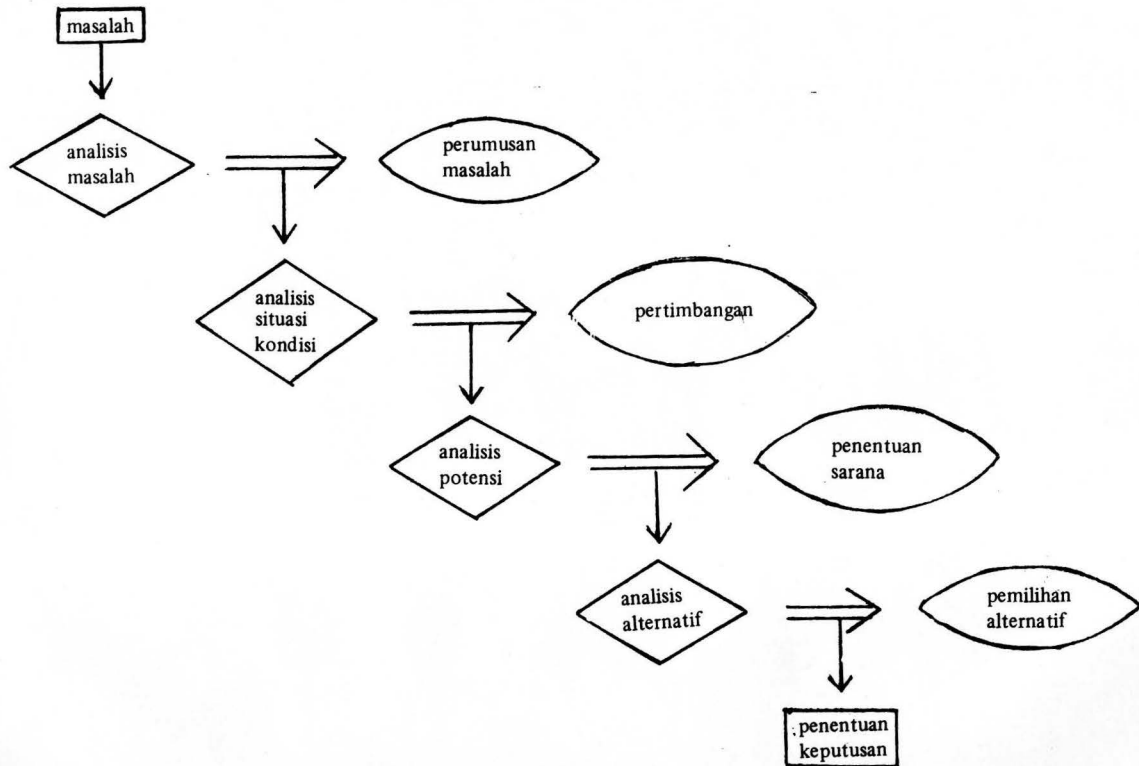 masalah
analisis
masalah
perumusan
masalah
analisis
situasi
kondisi
pertimbangan
analisis
potensi
penentuan
sarana
analisis
alternatif
pemilihan
alternatif
penentuan
keputusan